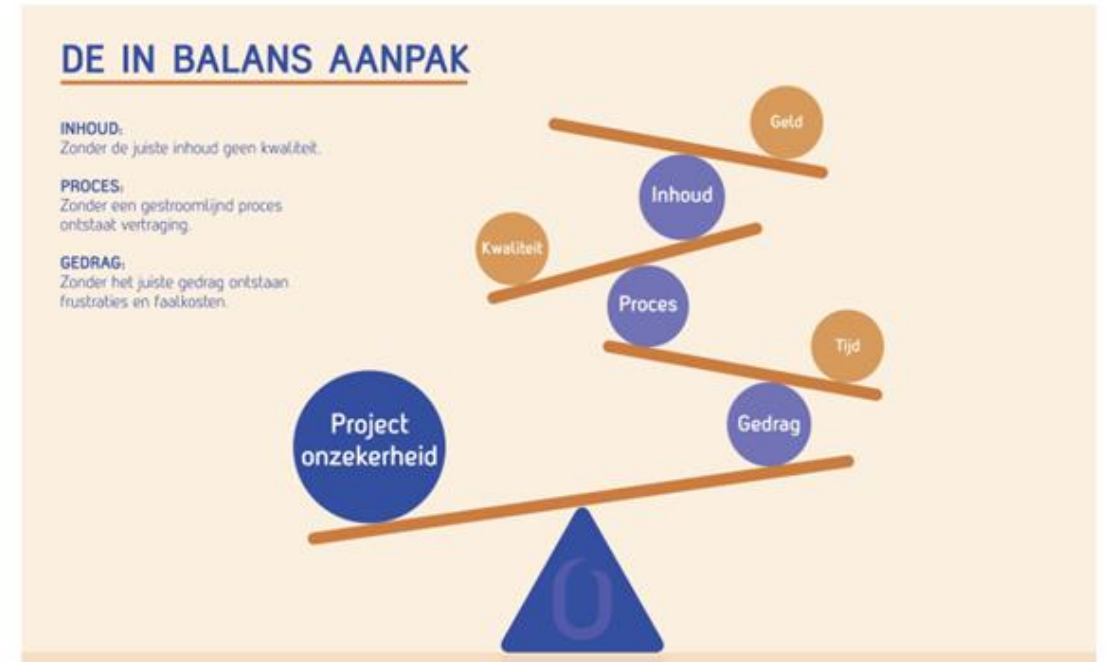 DE IN BALANS AANPAK
INHOUD:
Zonder de juiste inhoud geen kwaliteit.
PROCES:
Zonder een gestroomlijnd proces
ontstaat vertraging.
GEDRAG:
Zonder het juiste gedrag ontstaan
frustraties en faalkosten.
Geld
Inhoud
Kwaliteit
Proces
Tijd
Gedrag
Project
onzekerheid